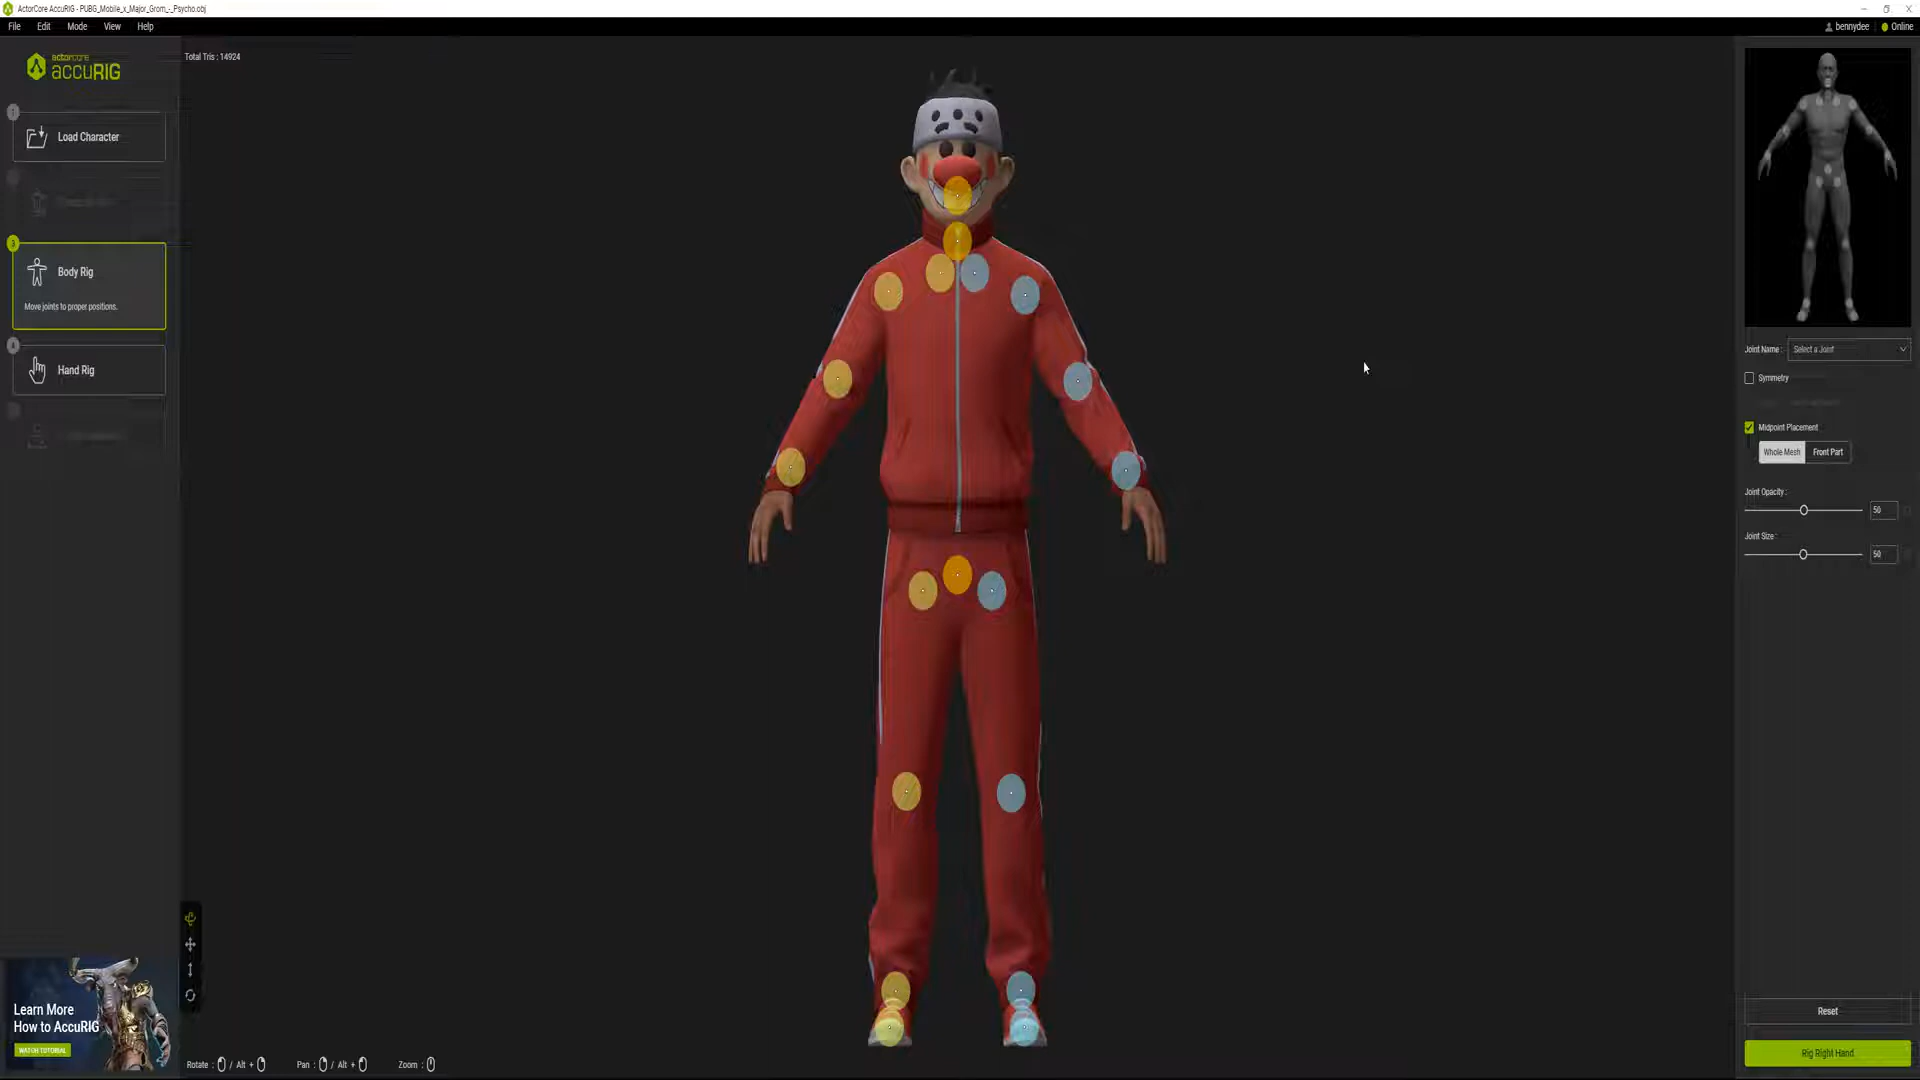 ActorCore AccuRIG - PUBG_Mobile_x_Major_Grom_-_Psycho.obj
File Edit Mode View Help
bennydee Online
Total Tris : 14924
actorcore
accuRIG
1
Load Character
3
Body Rig
Move joints to proper positions.
4
Hand Rig
Joint Name : Select a Joint
Symmetry
Midpoint Placement
Whole Mesh Front Part
Joint Opacity :
50
Joint Size :
50
Learn More
How to AccuRIG
WATCH TUTORIAL
Rotate : / Alt + Pan : / Alt + Zoom :
Reset
Rig Right Hand